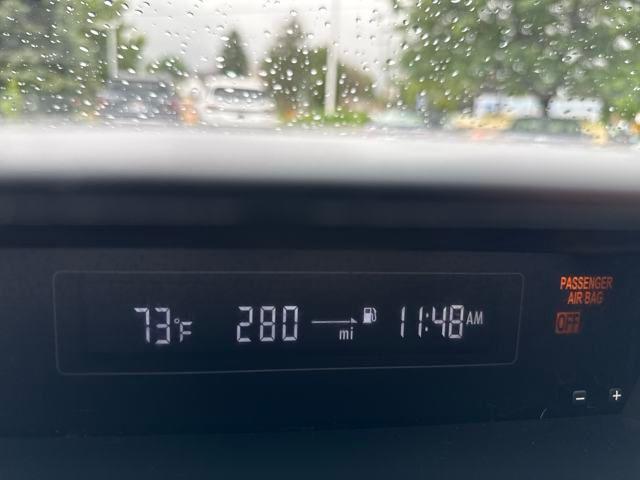 73°F 280 mi 11:48 AM
PASSENGER
AIR BAG
OFF
- +